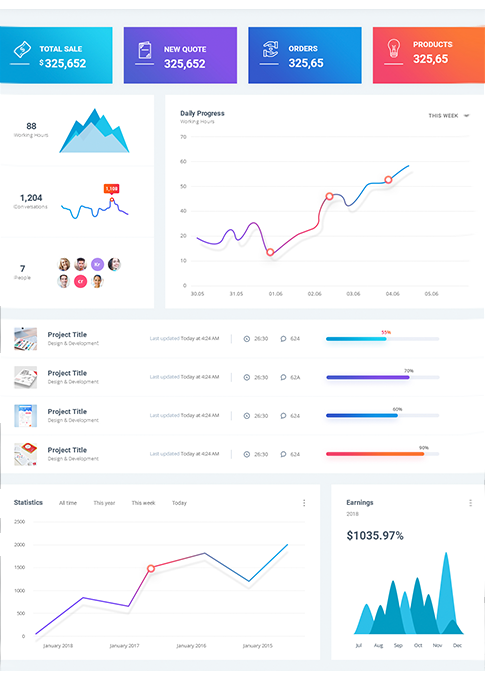 TOTAL SALE
$325,652
NEW QUOTE
325,652
ORDERS
325,65
PRODUCTS
325,65
88
Working Hours
1,204
Conversations
1,108
7
People
Daily Progress
Working Hours
THIS WEEK
70
60
50
40
20
10
0
30.05 31.05 01.06 02.06 03.06 04.06 05.06
Project Title
Design & Development
Last updated Today at 4:24 AM
26/30
624
55%
Project Title
Design & Development
Last updated Today at 4:24 AM
26/30
62A
70%
Project Title
Design & Development
Last updated Today at 4:24 AM
26/30
624
60%
Project Title
Design & Development
Last updated Today at 4:24 AM
26/30
624
90%
Statistics All time This year This week Today
2500
2000
1500
1000
500
0
January 2018 January 2017 January 2016 January 2015
Earnings
2018
$1035.97%
Jul Aug Sep Oct Nov Dec